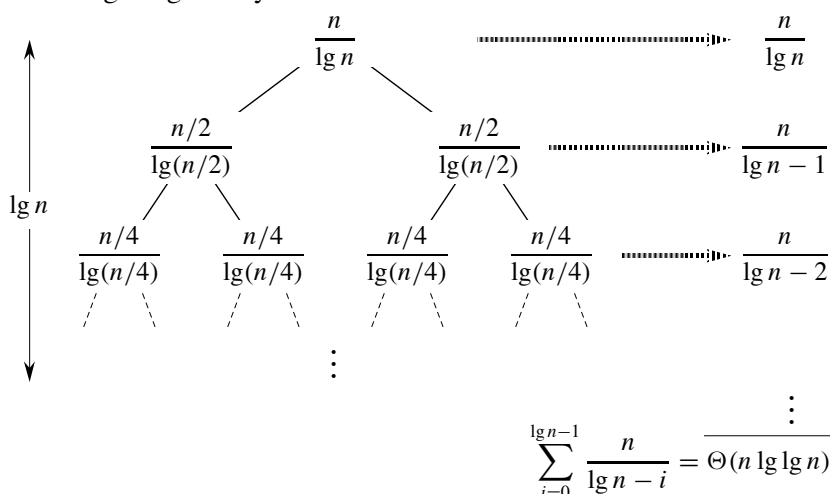 n/lg n n/lg n
n/2/lg(n/2) n/2/lg(n/2) n/(lg n − 1)
lg n
n/4/lg(n/4) n/4/lg(n/4) n/4/lg(n/4) n/4/lg(n/4) n/(lg n − 2)
⋮
⋮
lg n−1
∑ n/(lg n − i) = Θ(n lg lg n)
i=0